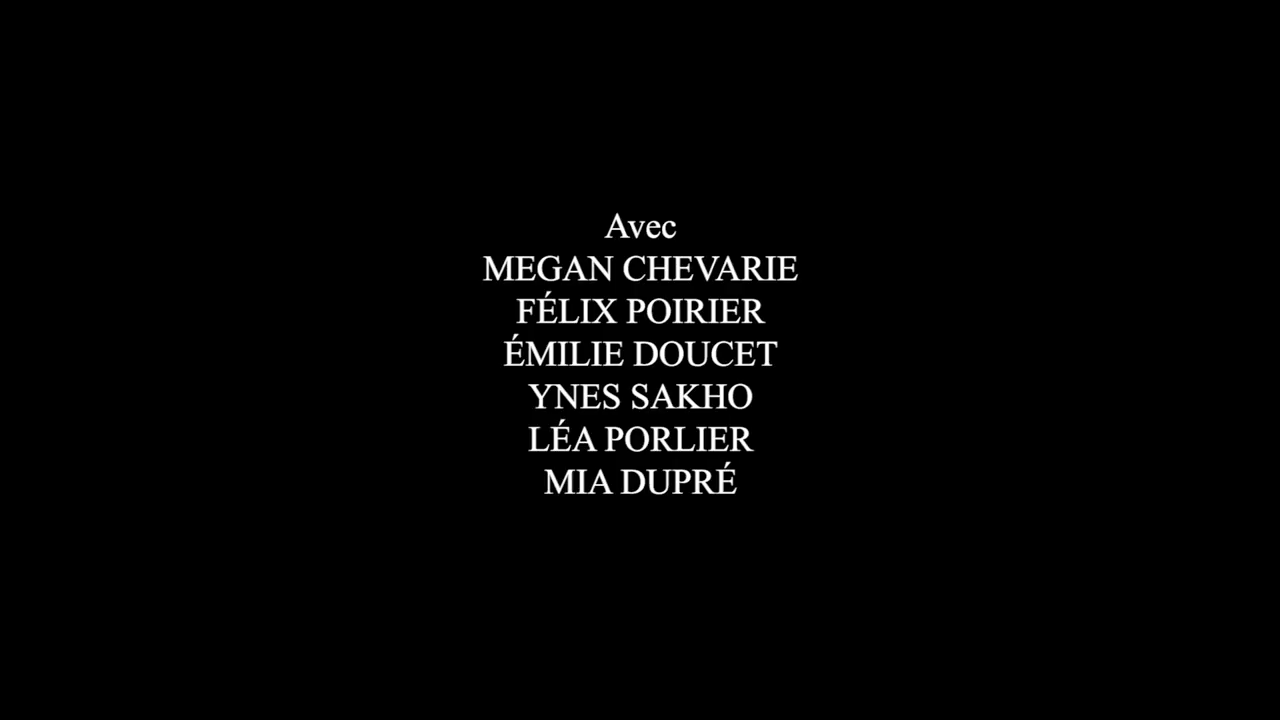 Avec
MEGAN CHEVARIE
FÉLIX POIRIER
ÉMILIE DOUCET
YNES SAKHO
LÉA PORLIER
MIA DUPRÉ